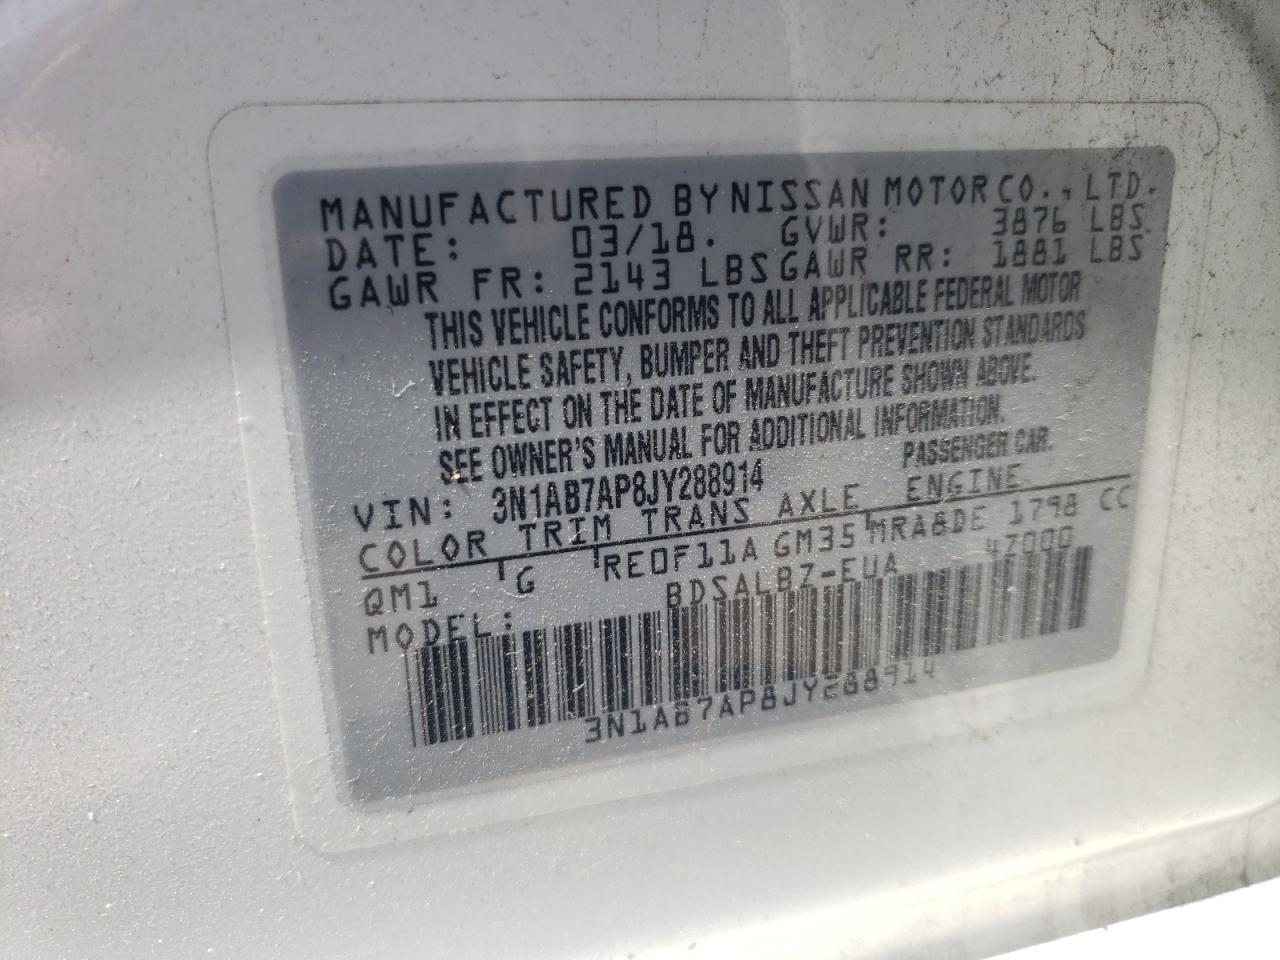 MANUFACTURED BY NISSAN MOTOR CO., LTD.
DATE: 03/18. GVWR: 3876 LBS
GAWR FR: 2143 LBS GAWR RR: 1881 LBS
THIS VEHICLE CONFORMS TO ALL APPLICABLE FEDERAL MOTOR
VEHICLE SAFETY, BUMPER AND THEFT PREVENTION STANDARDS
IN EFFECT ON THE DATE OF MANUFACTURE SHOWN ABOVE.
SEE OWNER'S MANUAL FOR ADDITIONAL INFORMATION.
VIN: 3N1AB7AP8JY288914 PASSENGER CAR.
COLOR TRIM TRANS AXLE ENGINE
QM1 G RE0F11A GM35 MRA8DE 1798 CC
MODEL: BDSALBZ-EUA 47000
3N1AB7AP8JY288914